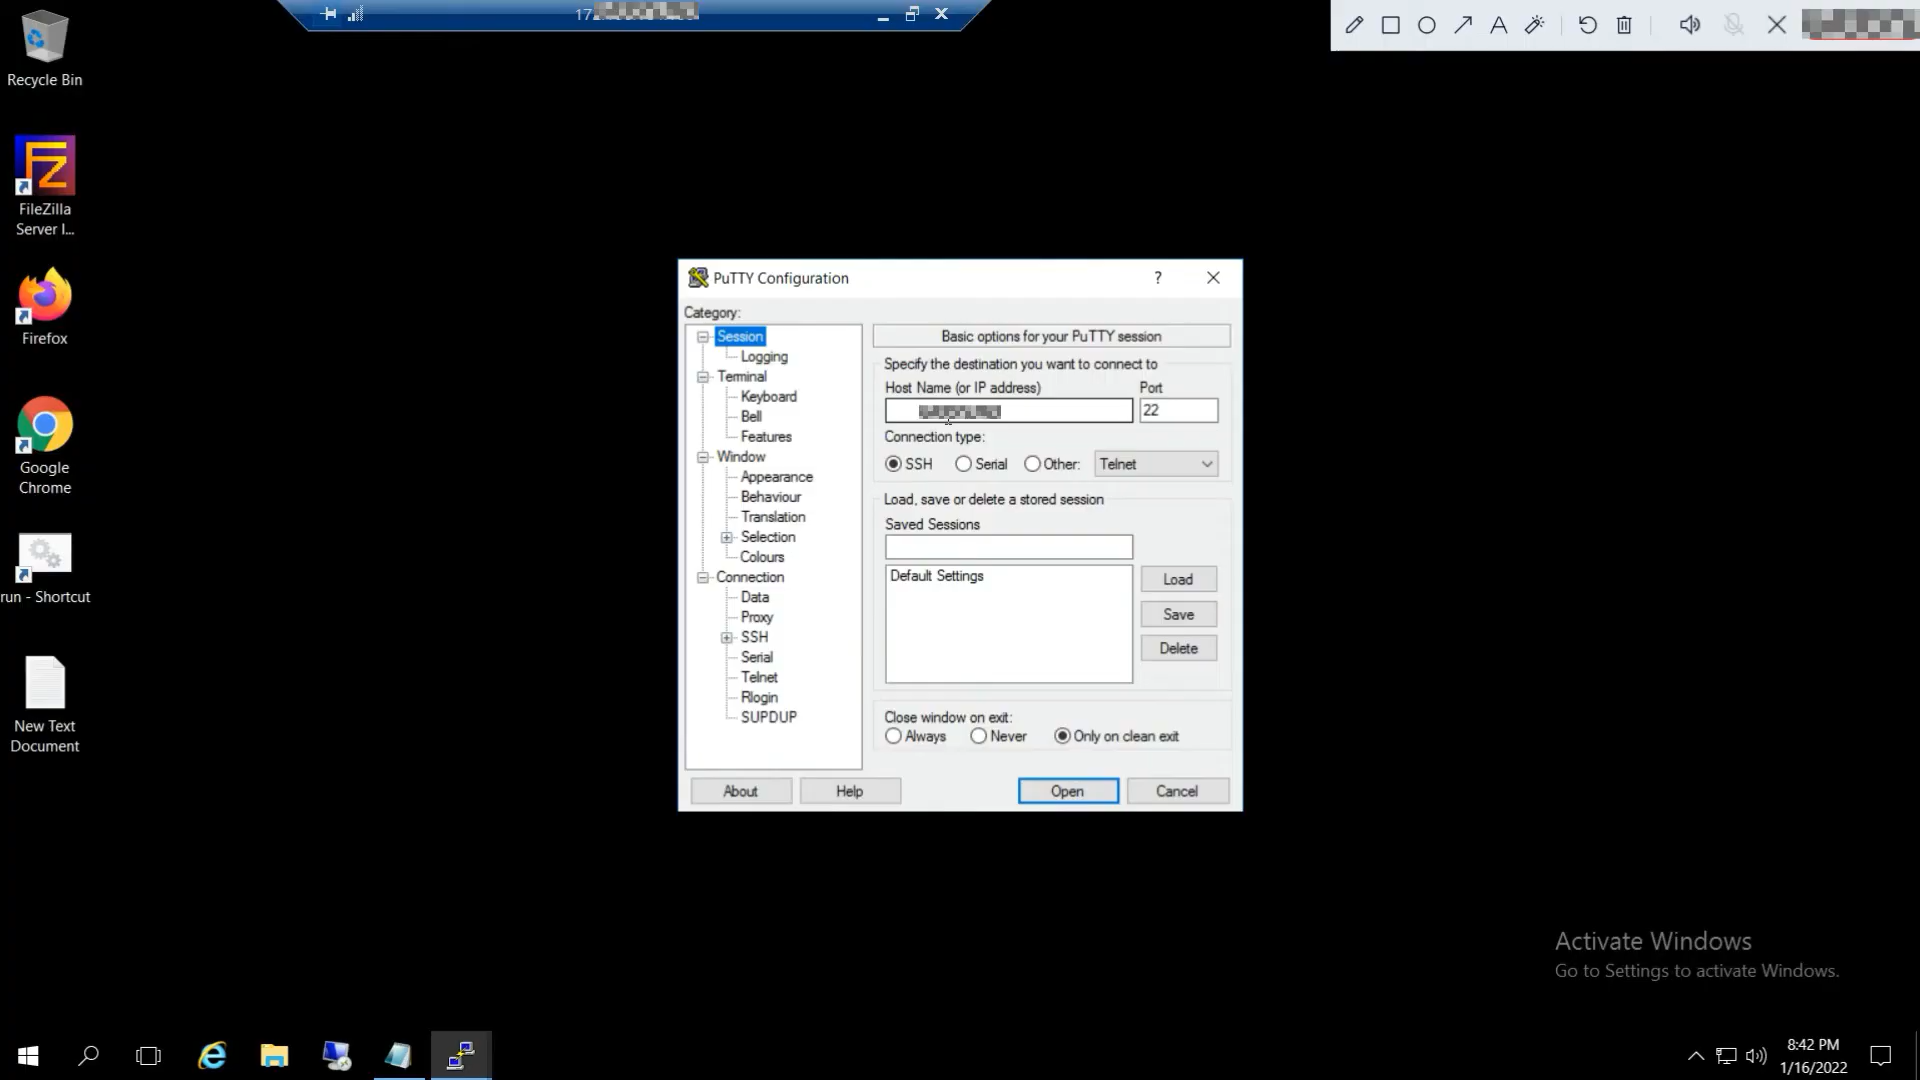 Recycle Bin
FileZilla
Server I...
Firefox
Google
Chrome
run - Shortcut
New Text
Document
PuTTY Configuration
?
Category:
Session
Logging
Terminal
Keyboard
Bell
Features
Window
Appearance
Behaviour
Translation
Selection
Colours
Connection
Data
Proxy
SSH
Serial
Telnet
Rlogin
SUPDUP
Basic options for your PuTTY session
Specify the destination you want to connect to
Host Name (or IP address)
Port
22
Connection type:
SSH
Serial
Other:
Telnet
Load, save or delete a stored session
Saved Sessions
Default Settings
Load
Save
Delete
Close window on exit:
Always
Never
Only on clean exit
About
Help
Open
Cancel
Activate Windows
Go to Settings to activate Windows.
8:42 PM
1/16/2022